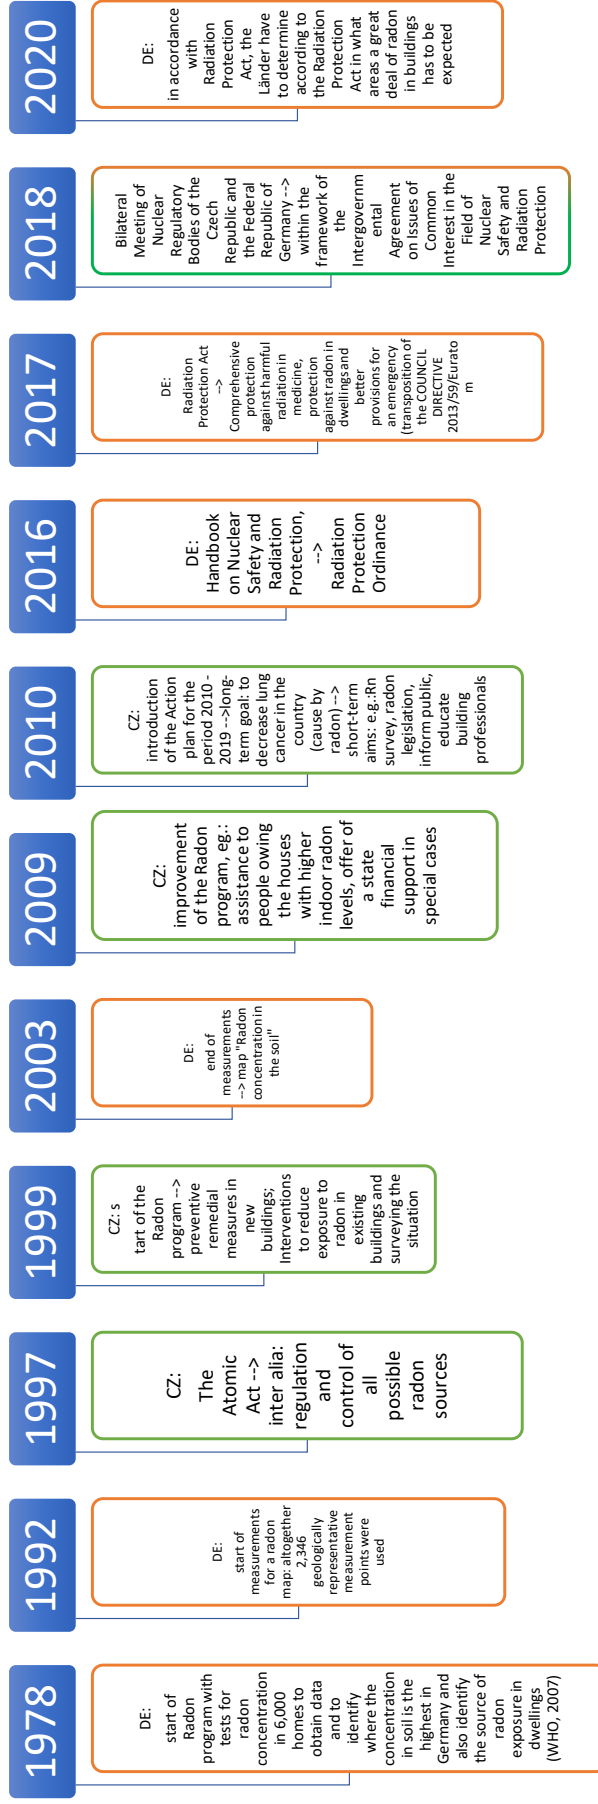 1978
DE:
start of
Radon
program with
tests for
radon
concentration
in 6,000
homes to
obtain data
and to
identify
where the
concentration
in soil is the
highest in
Germany and
also identify
the source of
radon
exposure in
dwellings
(WHO, 2007)
1992
DE:
start of
measurements
for a radon
map: altogether
2,346
geologically
representative
measurement
points were
used
1997
CZ:
The
Atomic
Act -->
inter alia:
regulation
and
control of
all
possible
radon
sources
1999
CZ: s
tart of the
Radon
program -->
preventive
remedial
measures in
new
buildings;
Interventions
to reduce
exposure to
radon in
existing
buildings and
surveying the
situation
2003
DE:
end of
measurements
--> map "Radon
concentration in
the soil"
2009
CZ:
improvement
of the Radon
program, eg.:
assistance to
people owing
the houses
with higher
indoor radon
levels, offer of
a state
financial
support in
special cases
2010
CZ:
introduction
of the Action
plan for the
period 2010 -
2019 -->long-
term goal: to
decrease lung
cancer in the
country
(cause by
radon) -->
short-term
aims: e.g.:Rn
survey, radon
legislation,
inform public,
educate
building
professionals
2016
DE:
Handbook
on Nuclear
Safety and
Radiation
Protection,
-->
Radiation
Protection
Ordinance
2017
DE:
Radiation
Protection Act
-->
Comprehensive
protection
against harmful
radiation in
medicine,
protection
against radon in
dwellings and
better
provisions for
an emergency
(transposition of
the COUNCIL
DIRECTIVE
2013/59/Eurato
m
2018
Bilateral
Meeting of
Nuclear
Regulatory
Bodies of the
Czech
Republic and
the Federal
Republic of
Germany -->
within the
framework of
the
Intergovernm
ental
Agreement
on Issues of
Common
Interest in the
Field of
Nuclear
Safety and
Radiation
Protection
2020
DE:
in accordance
with
Radiation
Protection
Act, the
Länder have
to determine
according to
the Radiation
Protection
Act in what
areas a great
deal of radon
in buildings
has to be
expected